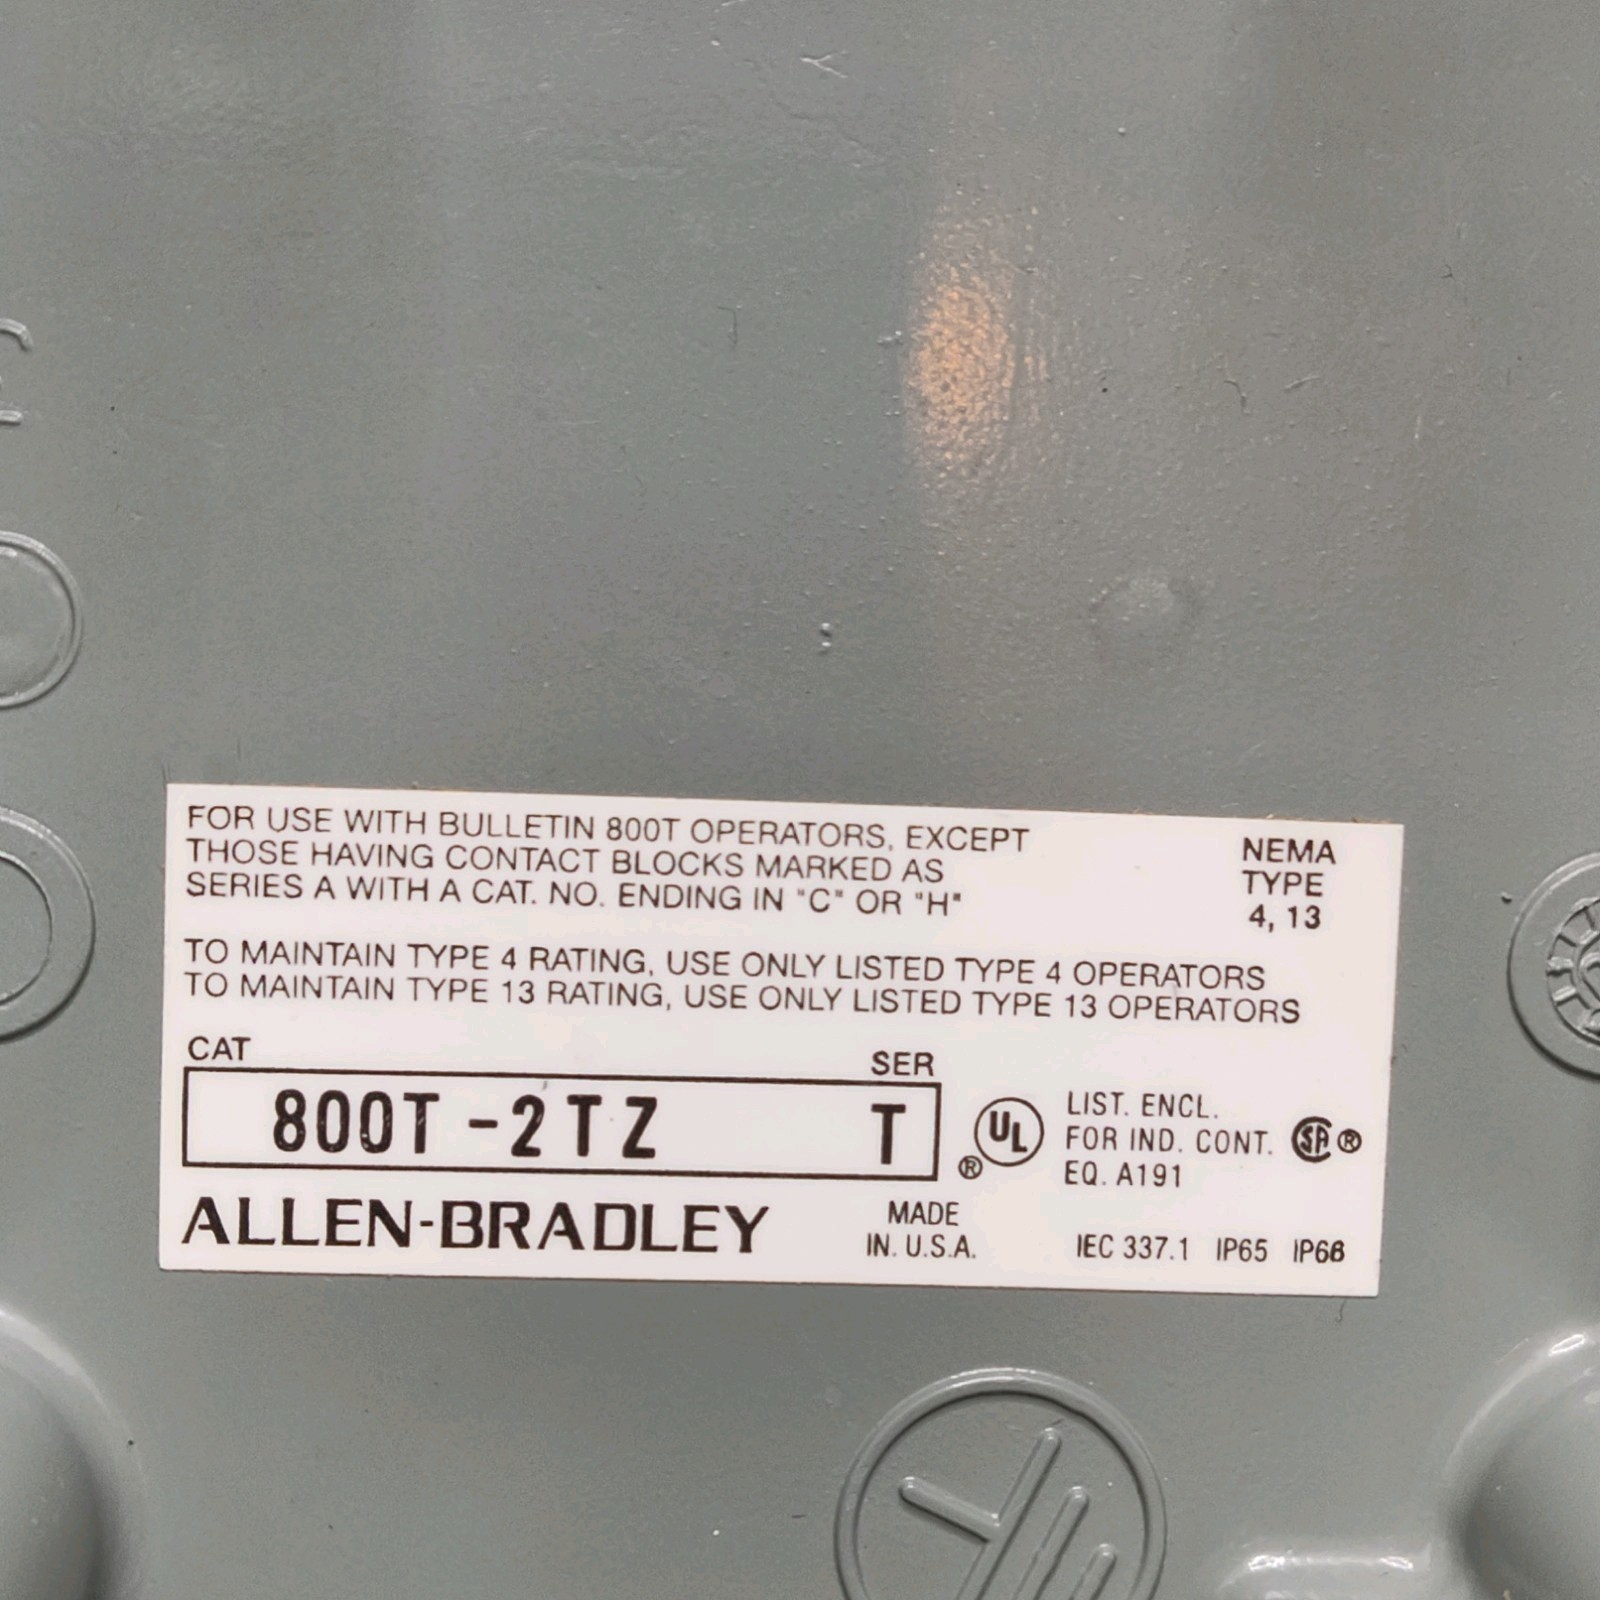 FOR USE WITH BULLETIN 800T OPERATORS, EXCEPT
THOSE HAVING CONTACT BLOCKS MARKED AS
SERIES A WITH A CAT. NO. ENDING IN "C" OR "H"
NEMA
TYPE
4, 13
TO MAINTAIN TYPE 4 RATING, USE ONLY LISTED TYPE 4 OPERATORS
TO MAINTAIN TYPE 13 RATING, USE ONLY LISTED TYPE 13 OPERATORS
CAT SER
800T-2TZ T
® UL
LIST. ENCL.
FOR IND. CONT.
EQ. A191
SA ®
ALLEN-BRADLEY
MADE
IN. U.S.A.
IEC 337.1 IP65 IP66